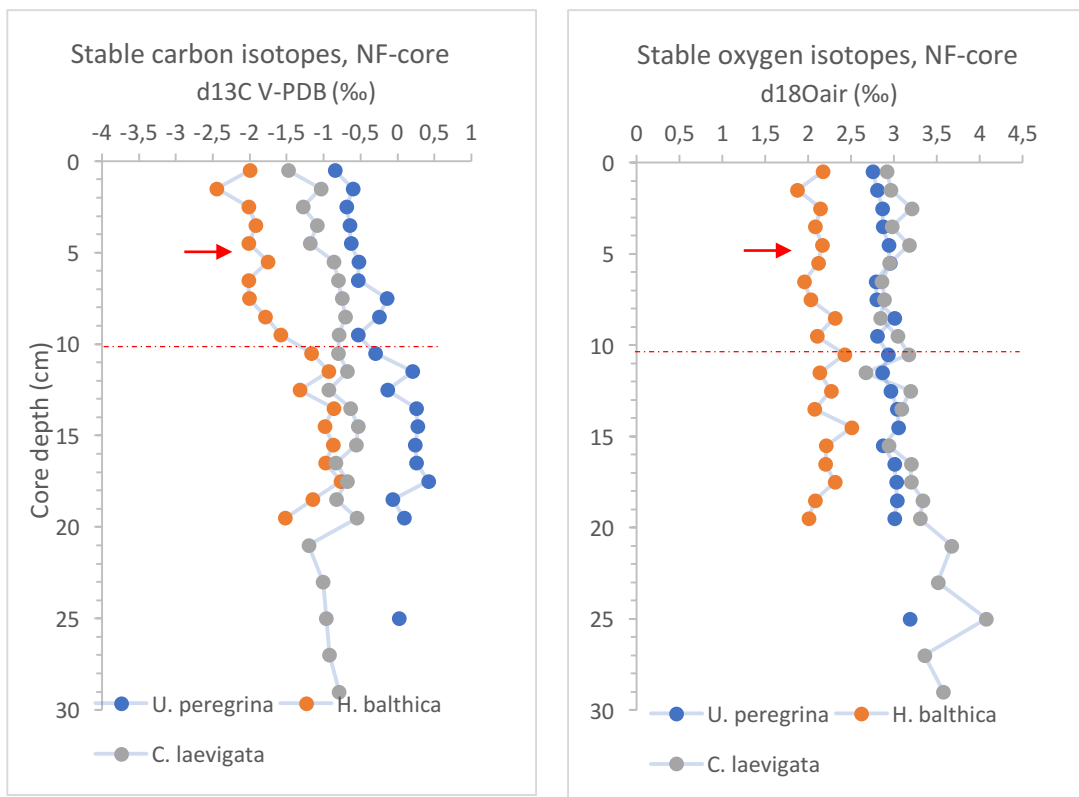 Stable carbon isotopes, NF-core
d13C V-PDB (‰)
-4 -3,5 -3 -2,5 -2 -1,5 -1 -0,5 0 0,5 1
0
5
10
15
20
25
30
Core depth (cm)
U. peregrina H. balthica
C. laevigata
Stable oxygen isotopes, NF-core
d18Oair (‰)
0 0,5 1 1,5 2 2,5 3 3,5 4 4,5
0
5
10
15
20
25
30
U. peregrina H. balthica
C. laevigata